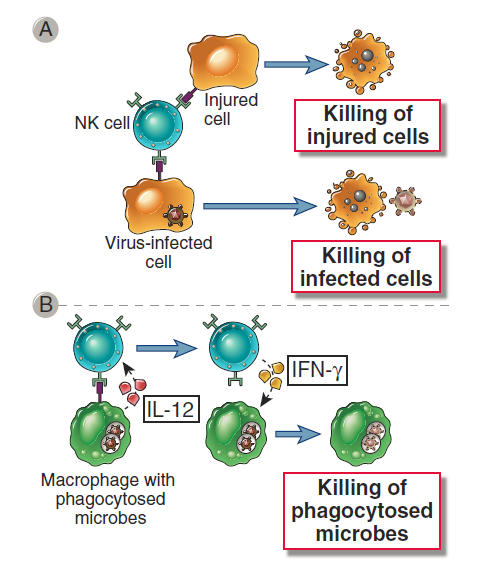 A
Injured
cell
NK cell
Killing of
injured cells
Virus-infected
cell
Killing of
infected cells
B
IFN-γ
IL-12
Macrophage with
phagocytosed
microbes
Killing of
phagocytosed
microbes